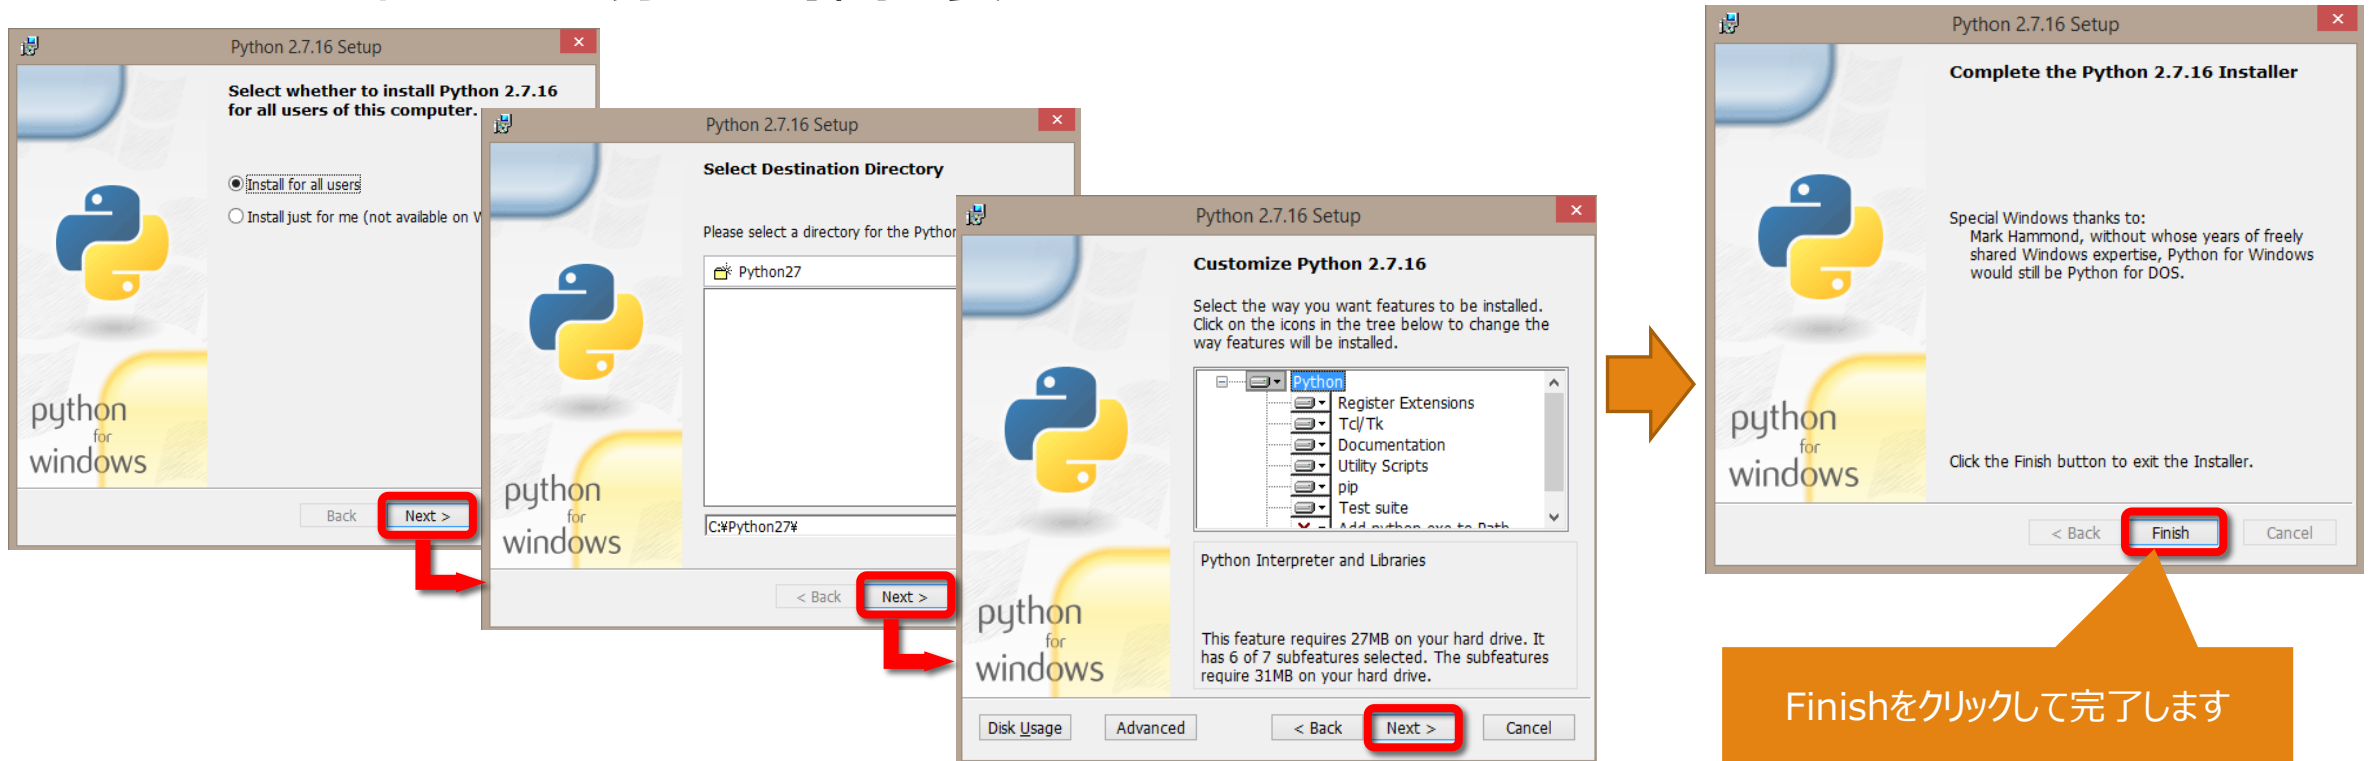 Python 2.7.16 Setup
Select whether to install Python 2.7.16
for all users of this computer.
Install for all users
Install just for me (not available on W
python
for
windows
Back
Next >
Python 2.7.16 Setup
Select Destination Directory
Please select a directory for the Python
Python27
C:¥Python27¥
python
for
windows
< Back
Next >
Python 2.7.16 Setup
Customize Python 2.7.16
Select the way you want features to be installed.
Click on the icons in the tree below to change the
way features will be installed.
Python
Register Extensions
Tcl/Tk
Documentation
Utility Scripts
pip
Test suite
Add python.exe to Path
Python Interpreter and Libraries
This feature requires 27MB on your hard drive. It
has 6 of 7 subfeatures selected. The subfeatures
require 31MB on your hard drive.
python
for
windows
Disk Usage
Advanced
< Back
Next >
Cancel
Python 2.7.16 Setup
Complete the Python 2.7.16 Installer
Special Windows thanks to:
Mark Hammond, without whose years of freely
shared Windows expertise, Python for Windows
would still be Python for DOS.
Click the Finish button to exit the Installer.
python
for
windows
< Back
Finish
Cancel
Finishをクリックして完了します